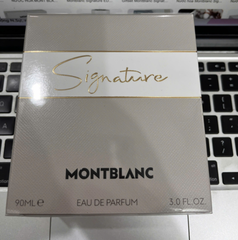 Signature
MONTBLANC
90ML℮ EAU DE PARFUM 3.0 FL.OZ.